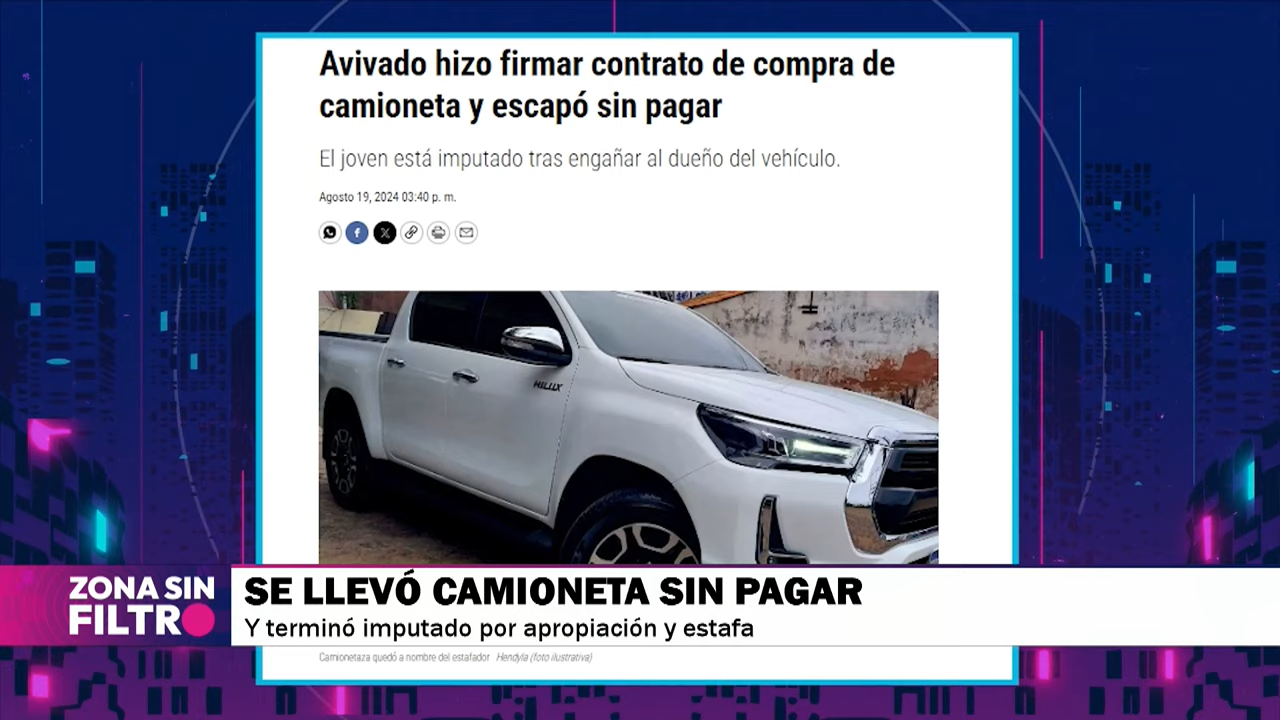 Avivado hizo firmar contrato de compra de
camioneta y escapó sin pagar
El joven está imputado tras engañar al dueño del vehículo.
Agosto 19, 2024 03:40 p. m.
HILUX
ZONA SIN
FILTRO
SE LLEVÓ CAMIONETA SIN PAGAR
Y terminó imputado por apropiación y estafa
Camionetaza quedó a nombre del estafador Hendyla (foto ilustrativa)